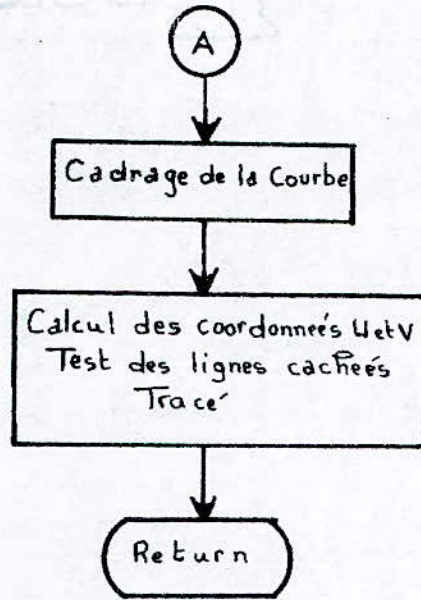 A
Cadrage de la Courbe
Calcul des coordonnées U et V
Test des lignes cachées
Tracé
Return